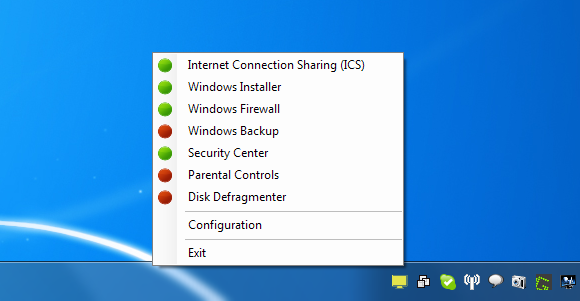 Internet Connection Sharing (ICS)
Windows Installer
Windows Firewall
Windows Backup
Security Center
Parental Controls
Disk Defragmenter
Configuration
Exit